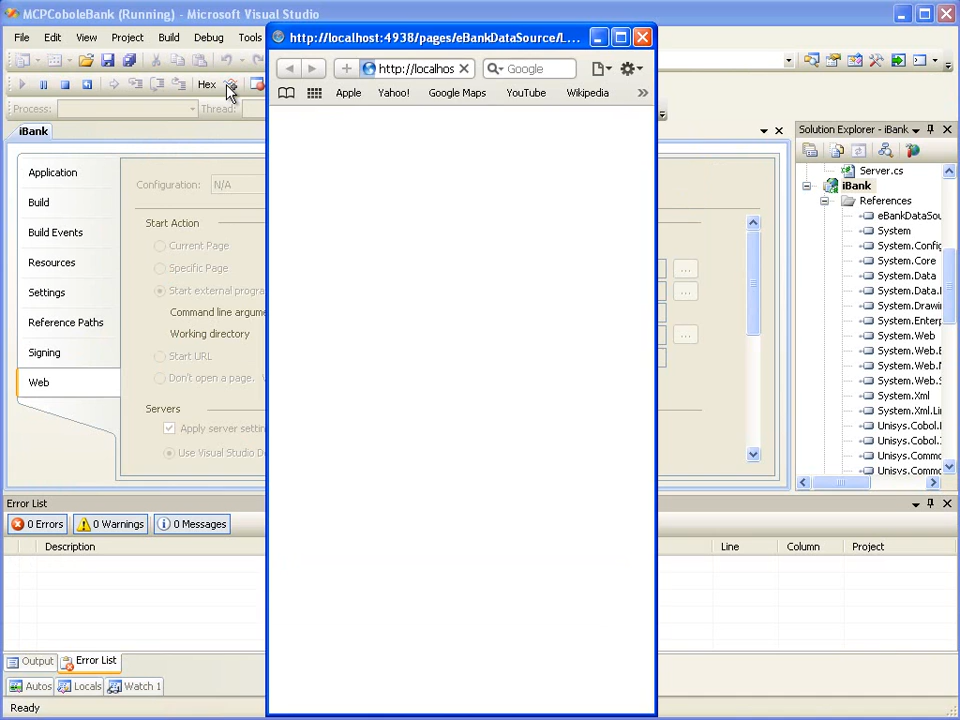 MCPCoboleBank (Running) - Microsoft Visual Studio
http://localhost:4938/pages/eBankDataSource/L...
File Edit View Project Build Debug Tools
http://localhos
Google
Hex
Apple Yahoo! Google Maps YouTube Wikipedia »
Process: Thread:
iBank
Solution Explorer - iBank
Application
Build
Build Events
Resources
Settings
Reference Paths
Signing
Web
Configuration: N/A
Start Action
Current Page
Specific Page
Start external progra
Command line argume
Working directory
Start URL
Don't open a page.
Servers
Apply server settin
Use Visual Studio De
...
...
...
Server.cs
iBank
References
eBankDataSou
System
System.Config
System.Core
System.Data
System.Data.
System.Drawin
System.Enterp
System.Web
System.Web.
System.Web.
System.Web.
System.Xml
System.Xml.Li
Unisys.Cobol.
Unisys.Cobol.
Unisys.Commo
Unisys.Commo
Error List
0 Errors 0 Warnings 0 Messages
Description Line Column Project
Output Error List
Autos Locals Watch 1
Ready